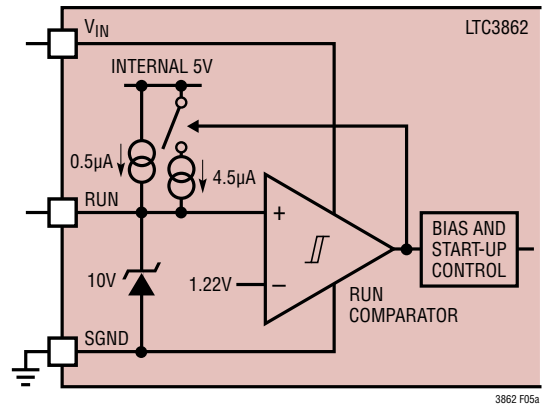 LTC3862
VIN
INTERNAL 5V
0.5µA
4.5µA
RUN
+
10V
1.22V
−
BIAS AND
START-UP
CONTROL
RUN
COMPARATOR
SGND
3862 F05a